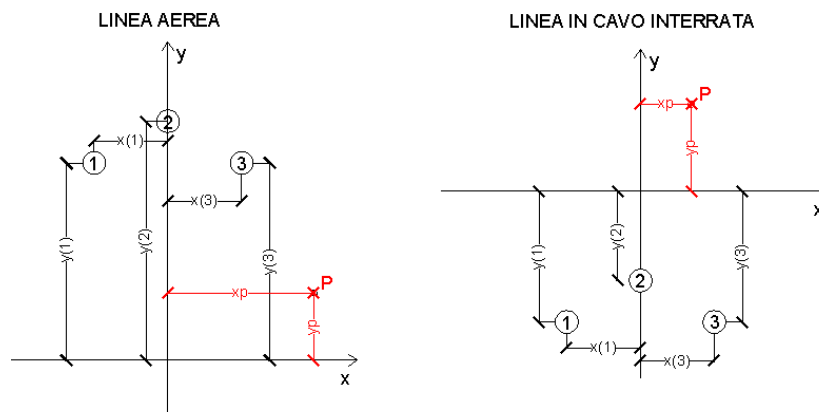 LINEA AEREA
y
2
x(1)
1
3
x(3)
y(1)
y(2)
y(3)
xp
P
yp
x
LINEA IN CAVO INTERRATA
y
xp
P
yp
x
y(1)
y(2)
y(3)
2
1
3
x(1)
x(3)